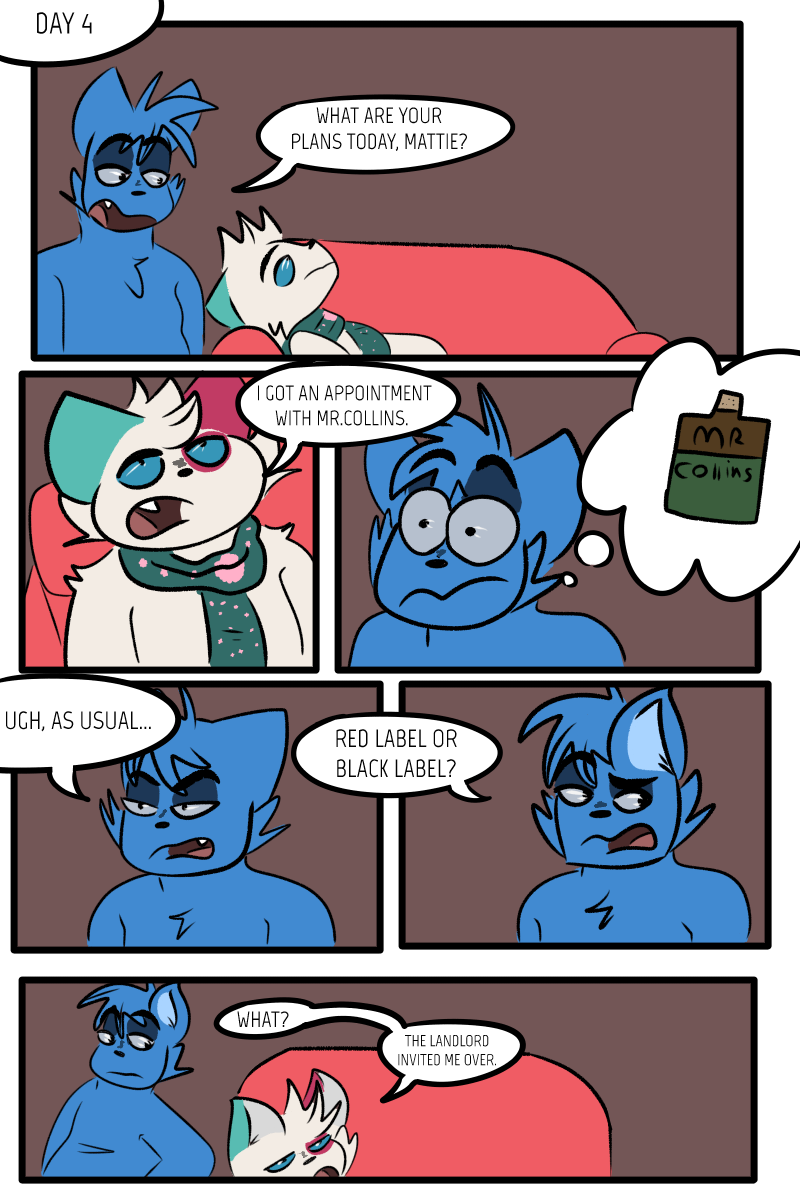 DAY 4
WHAT ARE YOUR
PLANS TODAY, MATTIE?
I GOT AN APPOINTMENT
WITH MR.COLLINS.
MR
Collins
UGH, AS USUAL...
RED LABEL OR
BLACK LABEL?
WHAT?
THE LANDLORD
INVITED ME OVER.